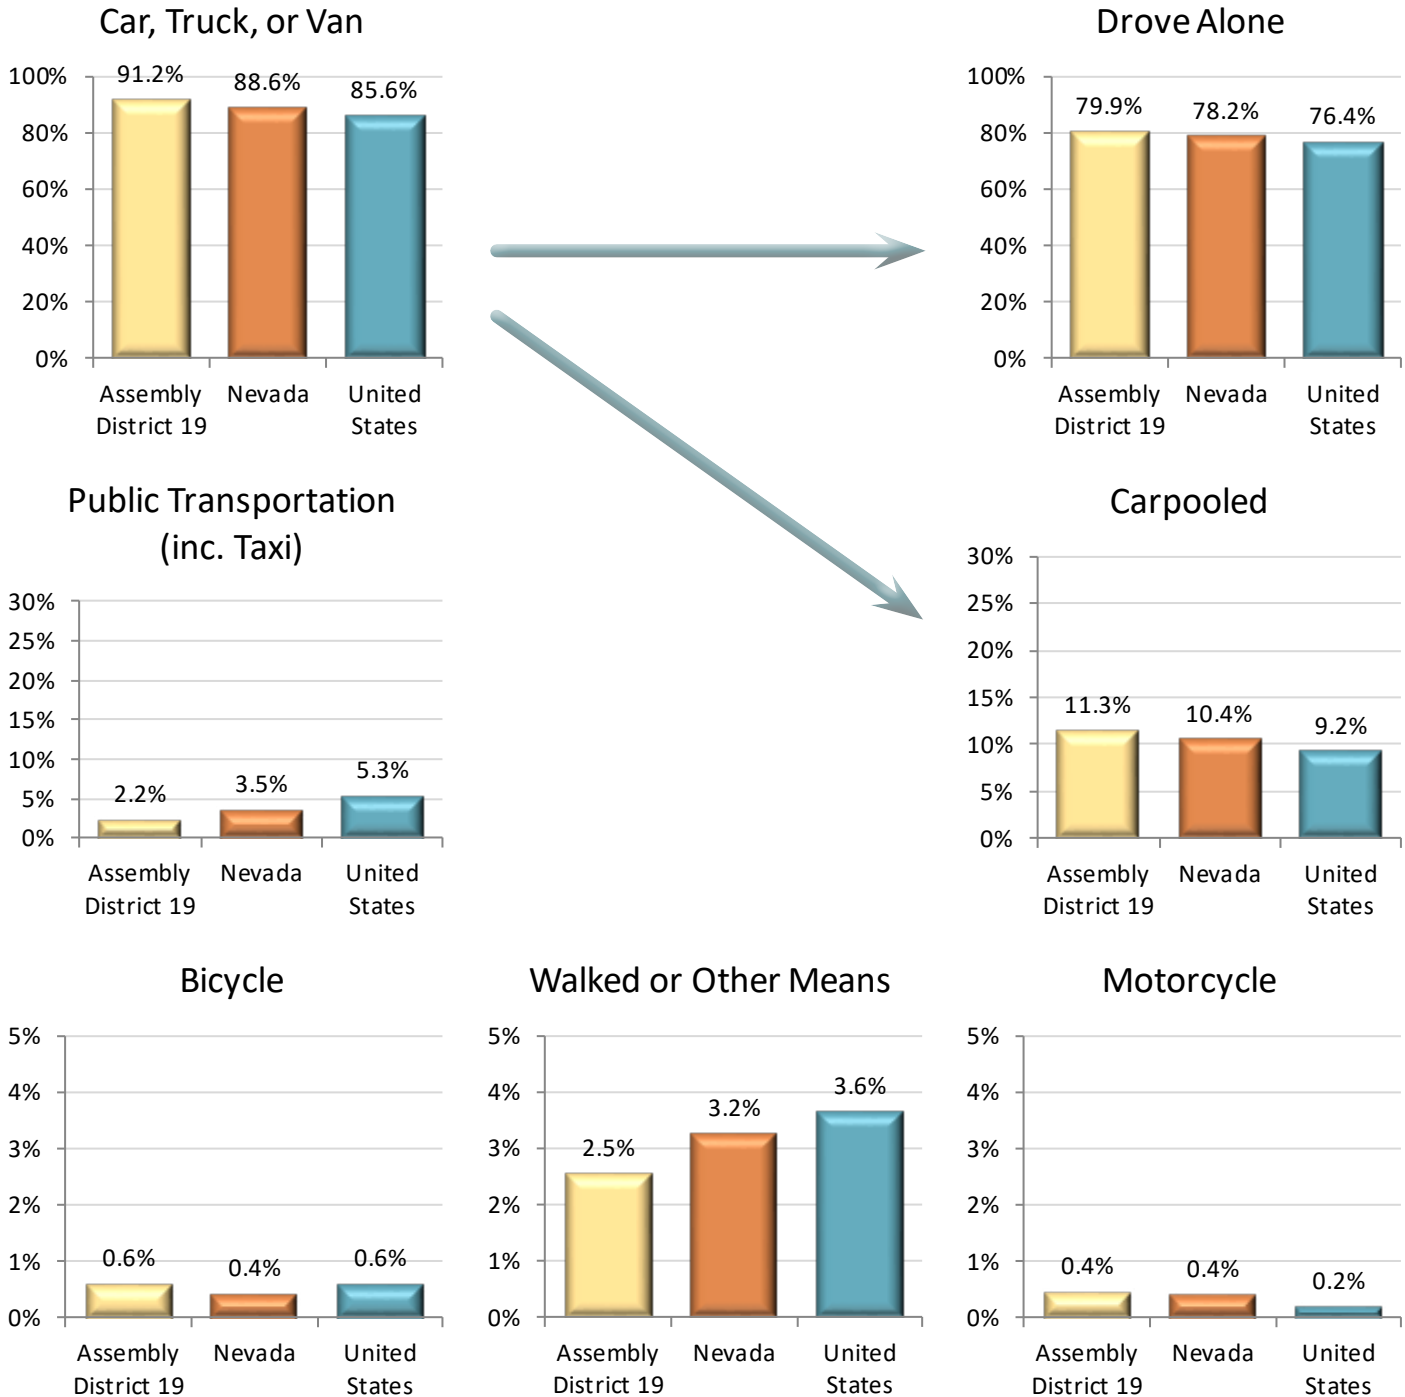 Car, Truck, or Van
100%
80%
60%
40%
20%
0%
91.2%
88.6%
85.6%
Assembly
District 19
Nevada
United
States
Drove Alone
100%
80%
60%
40%
20%
0%
79.9%
78.2%
76.4%
Assembly
District 19
Nevada
United
States
Public Transportation
(inc. Taxi)
30%
25%
20%
15%
10%
5%
0%
2.2%
3.5%
5.3%
Assembly
District 19
Nevada
United
States
Carpooled
30%
25%
20%
15%
10%
5%
0%
11.3%
10.4%
9.2%
Assembly
District 19
Nevada
United
States
Bicycle
5%
4%
3%
2%
1%
0%
0.6%
0.4%
0.6%
Assembly
District 19
Nevada
United
States
Walked or Other Means
5%
4%
3%
2%
1%
0%
2.5%
3.2%
3.6%
Assembly
District 19
Nevada
United
States
Motorcycle
5%
4%
3%
2%
1%
0%
0.4%
0.4%
0.2%
Assembly
District 19
Nevada
United
States